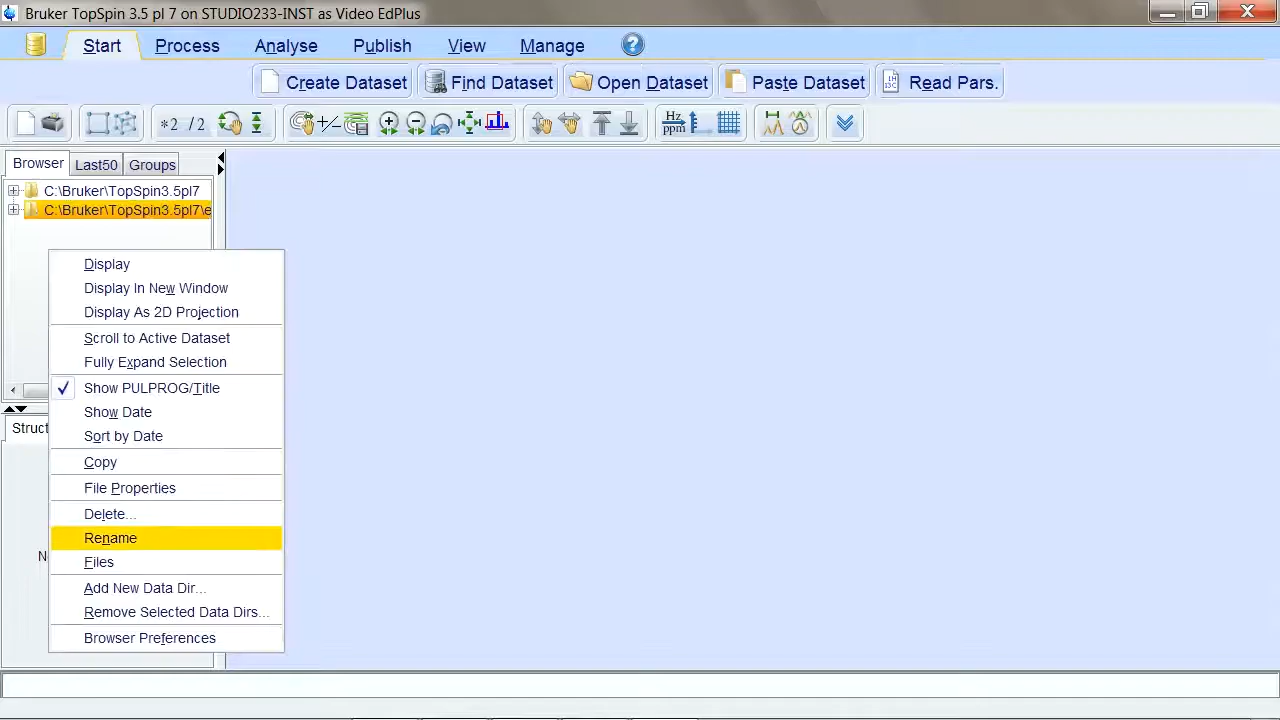 Bruker TopSpin 3.5 pl 7 on STUDIO233-INST as Video EdPlus
Start Process Analyse Publish View Manage ?
Create Dataset Find Dataset Open Dataset Paste Dataset Read Pars.
*2 /2 Hz ppm
Browser Last50 Groups
C:\Bruker\TopSpin3.5pl7
C:\Bruker\TopSpin3.5pl7\e
Display
Display In New Window
Display As 2D Projection
Scroll to Active Dataset
Fully Expand Selection
Show PULPROG/Title
Show Date
Sort by Date
Struct
Copy
File Properties
Delete...
Rename
N
Files
Add New Data Dir...
Remove Selected Data Dirs...
Browser Preferences